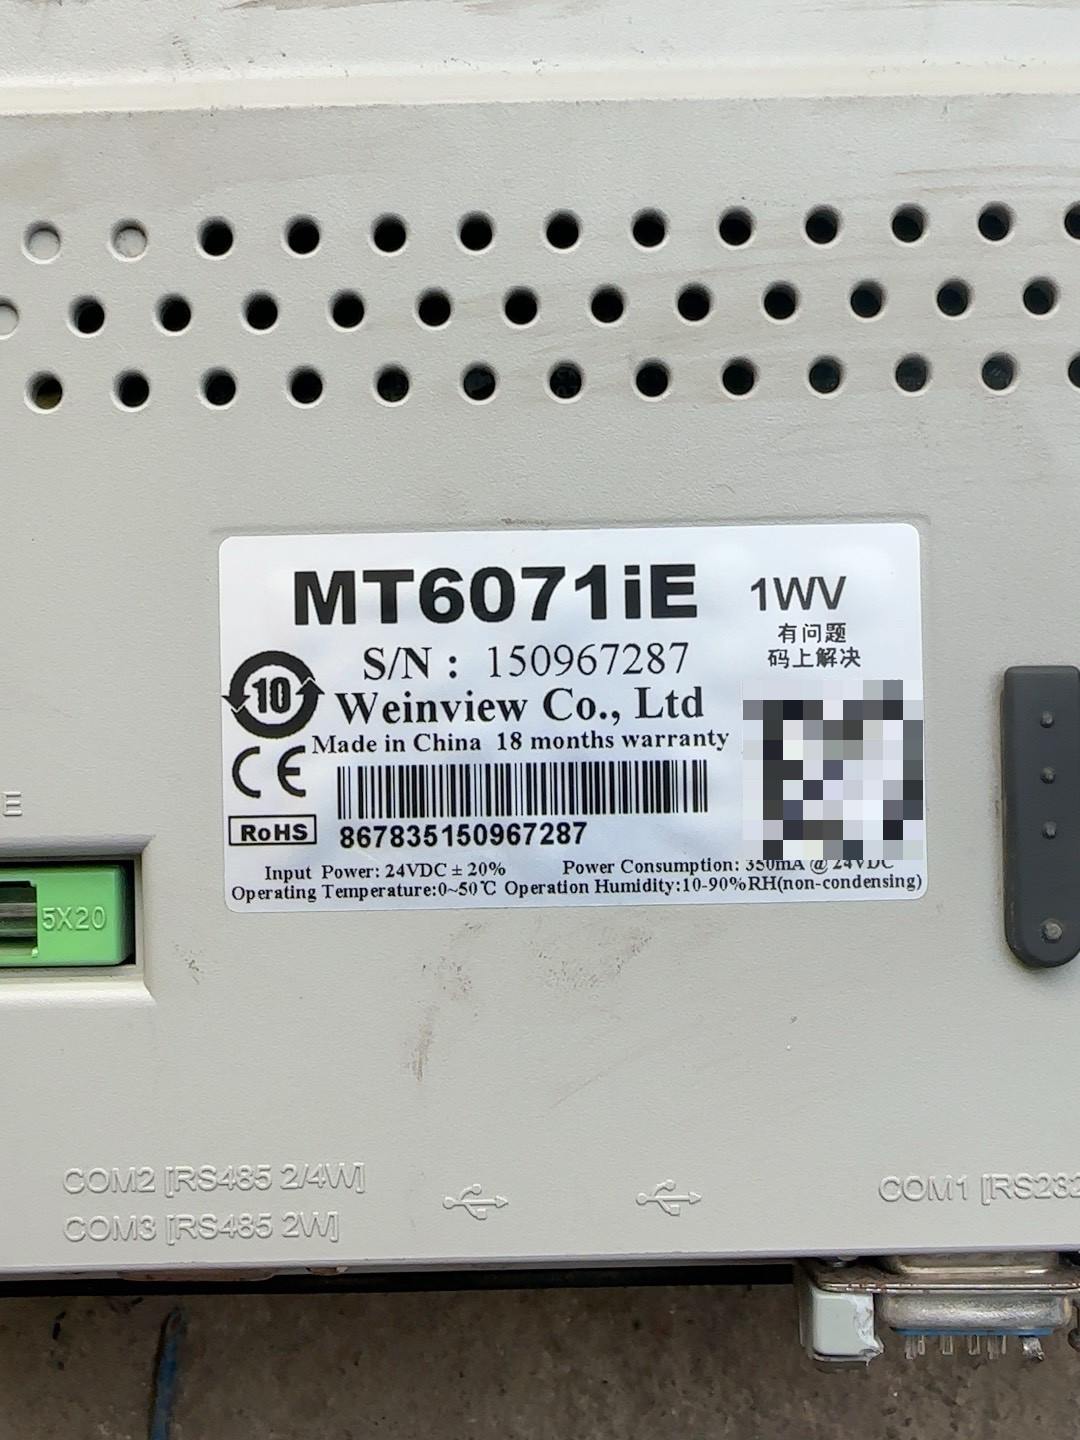 MT6071iE
1WV
有问题
码上解决
S/N： 150967287
10
Weinview Co., Ltd
Made in China 18 months warranty
CE
RoHS
867835150967287
Input Power: 24VDC ± 20% Power Consumption: 350mA @ 24VDC
Operating Temperature:0~50℃ Operation Humidity:10-90%RH(non-condensing)
E
5X20
COM2 [RS485 2/4W]
COM3 [RS485 2W]
COM1 [RS232